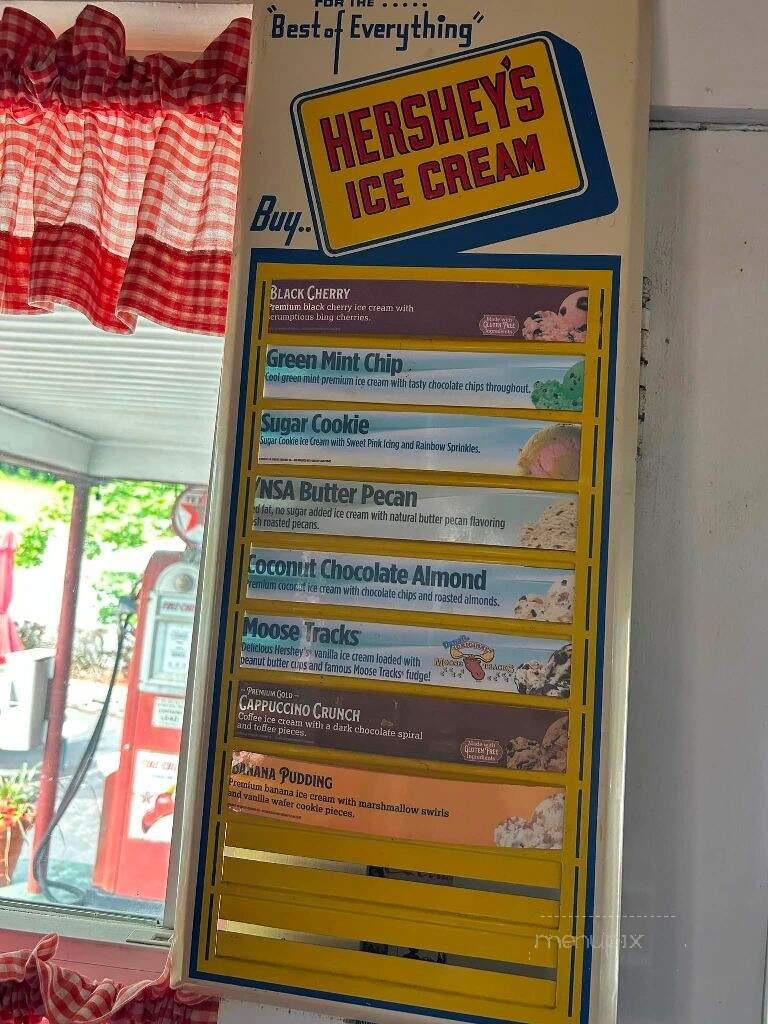 FOR THE .....
"Best of Everything"
HERSHEY'S
ICE CREAM
Buy..
BLACK CHERRY
Premium black cherry ice cream with
scrumptious bing cherries.
Made with
GLUTEN FREE
Ingredients
Green Mint Chip
Cool green mint premium ice cream with tasty chocolate chips throughout.
Sugar Cookie
Sugar Cookie Ice Cream with Sweet Pink Icing and Rainbow Sprinkles.
/NSA Butter Pecan
fat, no sugar added ice cream with natural butter pecan flavoring
roasted pecans.
Coconut Chocolate Almond
Premium coconut ice cream with chocolate chips and roasted almonds.
Moose Tracks
Delicious Hershey's vanilla ice cream loaded with
peanut butter cups and famous Moose Tracks fudge!
ORIGINAL
MOOSE TRACKS
PREMIUM GOLD
CAPPUCCINO CRUNCH
Coffee ice cream with a dark chocolate spiral
and toffee pieces.
Made with
GLUTEN FREE
Ingredients
BANANA PUDDING
Premium banana ice cream with marshmallow swirls
and vanilla wafer cookie pieces.
menupix